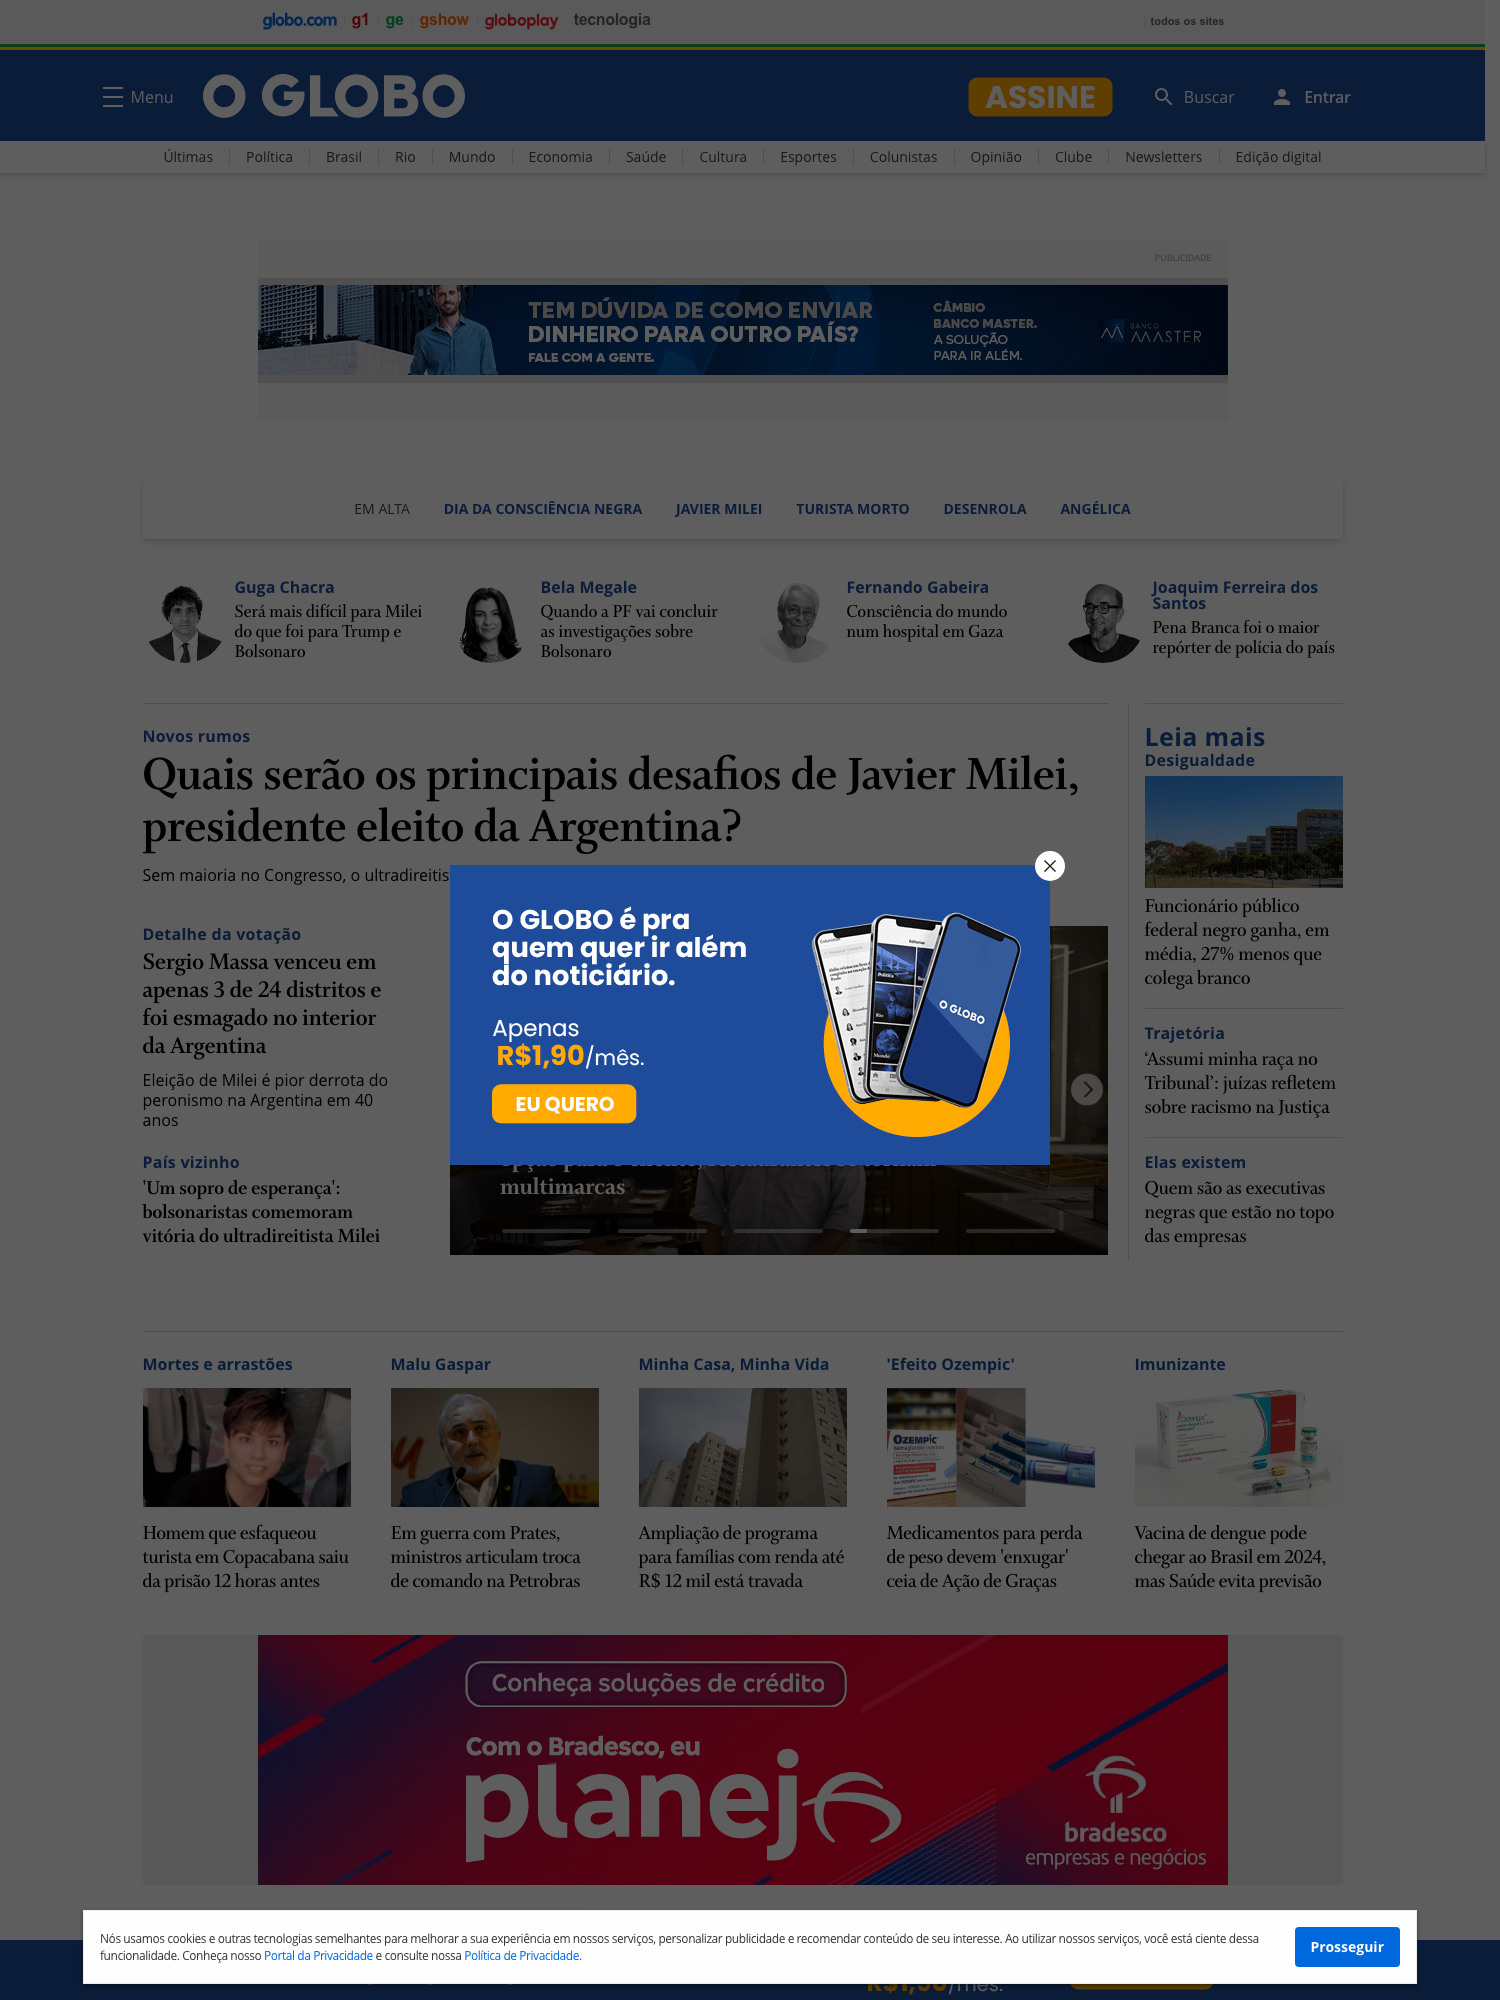 globo.com g1 ge gshow globoplay tecnologia todos os sites
Menu O GLOBO ASSINE Buscar Entrar
Últimas Política Brasil Rio Mundo Economia Saúde Cultura Esportes Colunistas Opinião Clube Newsletters Edição digital
PUBLICIDADE
TEM DÚVIDA DE COMO ENVIAR
DINHEIRO PARA OUTRO PAÍS?
FALE COM A GENTE.
CÂMBIO
BANCO MASTER.
A SOLUÇÃO
PARA IR ALÉM.
BANCO
MASTER
EM ALTA DIA DA CONSCIÊNCIA NEGRA JAVIER MILEI TURISTA MORTO DESENROLA ANGÉLICA
Guga Chacra
Será mais difícil para Milei
do que foi para Trump e
Bolsonaro
Bela Megale
Quando a PF vai concluir
as investigações sobre
Bolsonaro
Fernando Gabeira
Consciência do mundo
num hospital em Gaza
Joaquim Ferreira dos
Santos
Pena Branca foi o maior
repórter de polícia do país
Novos rumos
Quais serão os principais desafios de Javier Milei,
presidente eleito da Argentina?
Sem maioria no Congresso, o ultradireitis
Detalhe da votação
Sergio Massa venceu em
apenas 3 de 24 distritos e
foi esmagado no interior
da Argentina
Eleição de Milei é pior derrota do
peronismo na Argentina em 40
anos
País vizinho
'Um sopro de esperança':
bolsonaristas comemoram
vitória do ultradireitista Milei
O GLOBO é pra
quem quer ir além
do noticiário.
Apenas
R$1,90/mês.
EU QUERO
Editorias
Política
Rio
Mundo
O GLOBO
multimarcas
Leia mais
Desigualdade
Funcionário público
federal negro ganha, em
média, 27% menos que
colega branco
Trajetória
‘Assumi minha raça no
Tribunal’: juízas refletem
sobre racismo na Justiça
Elas existem
Quem são as executivas
negras que estão no topo
das empresas
Mortes e arrastões
Homem que esfaqueou
turista em Copacabana saiu
da prisão 12 horas antes
Malu Gaspar
Em guerra com Prates,
ministros articulam troca
de comando na Petrobras
Minha Casa, Minha Vida
Ampliação de programa
para famílias com renda até
R$ 12 mil está travada
'Efeito Ozempic'
OZEMPIC
Medicamentos para perda
de peso devem 'enxugar'
ceia de Ação de Graças
Imunizante
Qdenga
Vacina de dengue pode
chegar ao Brasil em 2024,
mas Saúde evita previsão
Conheça soluções de crédito
Com o Bradesco, eu
planej
bradesco
empresas e negócios
Nós usamos cookies e outras tecnologias semelhantes para melhorar a sua experiência em nossos serviços, personalizar publicidade e recomendar conteúdo de seu interesse. Ao utilizar nossos serviços, você está ciente dessa
funcionalidade. Conheça nosso Portal da Privacidade e consulte nossa Política de Privacidade.
Prosseguir
R$1,90/mês.